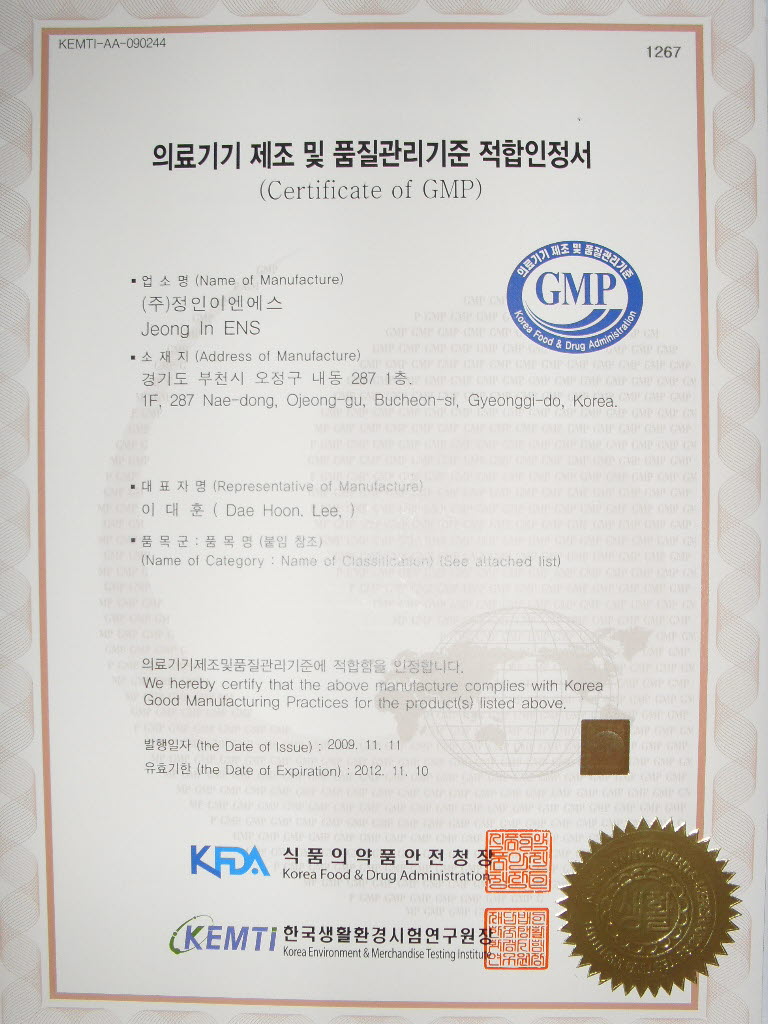 KEMTI-AA-090244
1267
의료기기 제조 및 품질관리기준 적합인정서
(Certificate of GMP)
의료기기 제조 및 품질관리기준
GMP
Korea Food & Drug Administration
▪ 업 소 명 (Name of Manufacture)
(주)정인이엔에스
Jeong In ENS
▪ 소 재 지 (Address of Manufacture)
경기도 부천시 오정구 내동 287 1층.
1F, 287 Nae-dong, Ojeong-gu, Bucheon-si, Gyeonggi-do, Korea.
▪ 대 표 자 명 (Representative of Manufacture)
이 대 훈 ( Dae Hoon. Lee, )
▪ 품 목 군 : 품 목 명 (붙임 참조)
(Name of Category : Name of Classification) (See attached list)
의료기기제조및품질관리기준에 적합함을 인정합니다.
We hereby certify that the above manufacture complies with Korea
Good Manufacturing Practices for the product(s) listed above.
발행일자 (the Date of Issue) : 2009. 11. 11
유효기한 (the Date of Expiration) : 2012. 11. 10
KFDA 식품의약품안전청장
Korea Food & Drug Administration
KEMTI 한국생활환경시험연구원장
Korea Environment & Merchandise Testing Institute